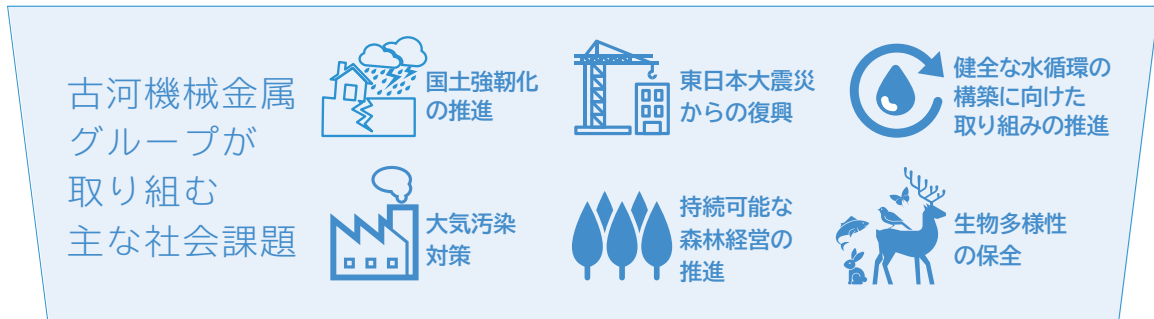 古河機械金属
グループが
取り組む
主な社会課題
国土強靭化
の推進
東日本大震災
からの復興
健全な水循環の
構築に向けた
取り組みの推進
大気汚染
対策
持続可能な
森林経営の
推進
生物多様性
の保全